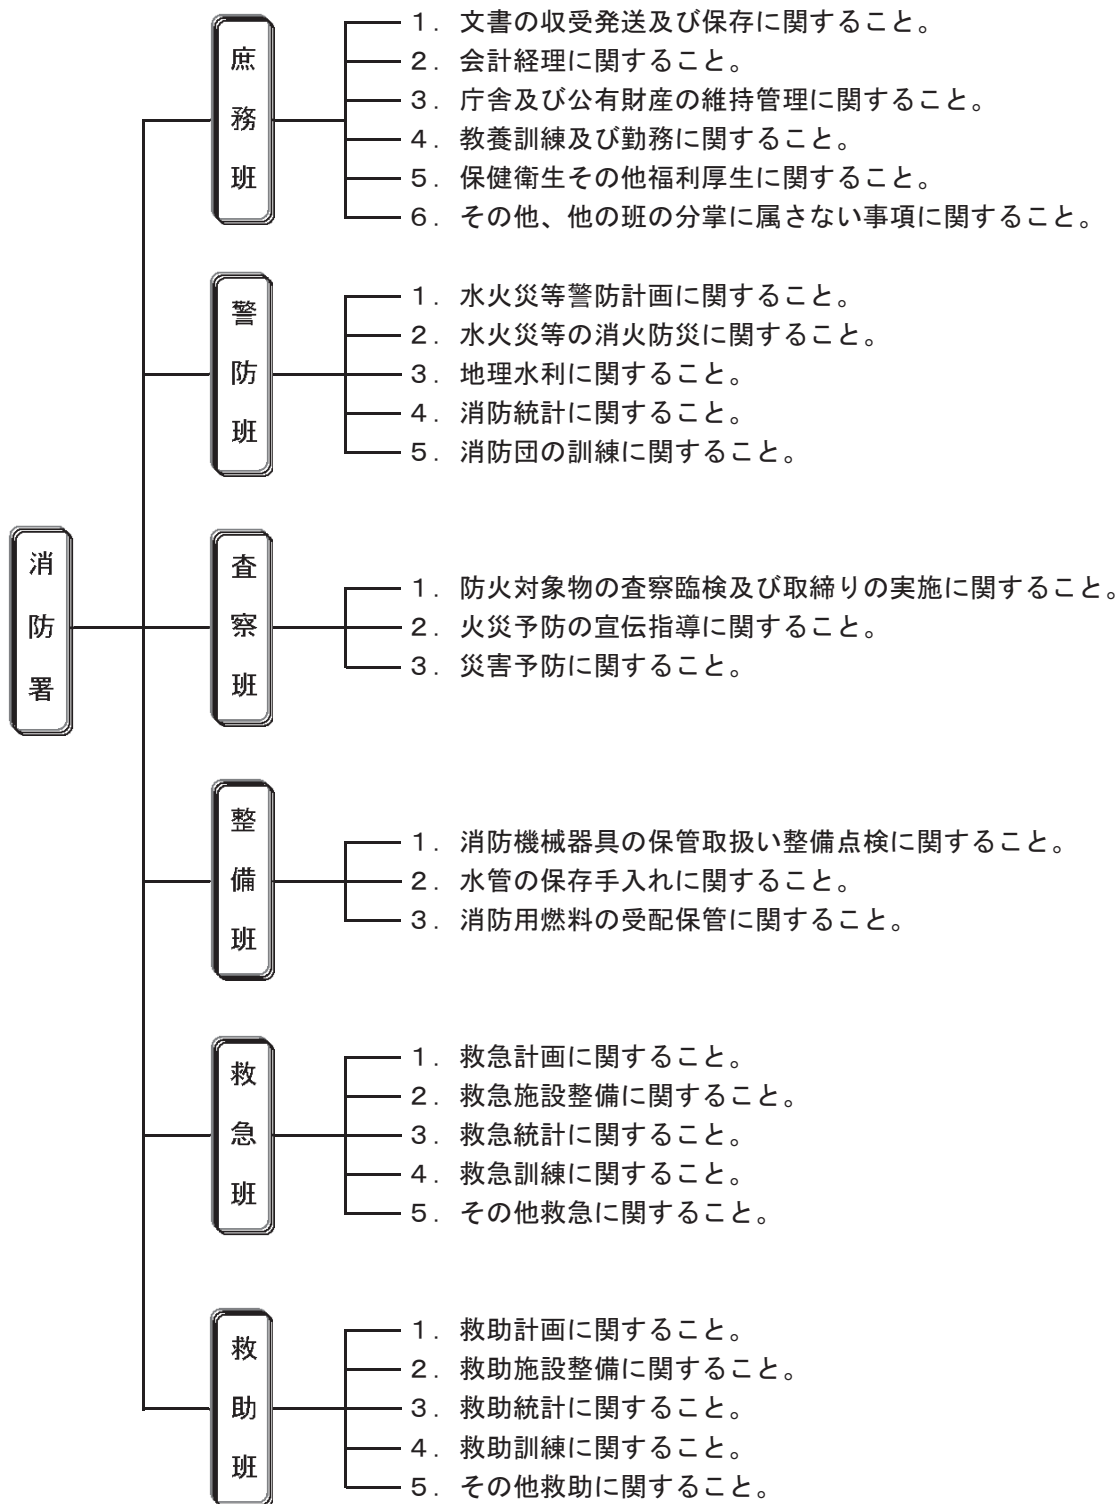 消防署
庶務班
1．文書の収受発送及び保存に関すること。
2．会計経理に関すること。
3．庁舎及び公有財産の維持管理に関すること。
4．教養訓練及び勤務に関すること。
5．保健衛生その他福利厚生に関すること。
6．その他、他の班の分掌に属さない事項に関すること。
警防班
1．水火災等警防計画に関すること。
2．水火災等の消火防災に関すること。
3．地理水利に関すること。
4．消防統計に関すること。
5．消防団の訓練に関すること。
査察班
1．防火対象物の査察臨検及び取締りの実施に関すること。
2．火災予防の宣伝指導に関すること。
3．災害予防に関すること。
整備班
1．消防機械器具の保管取扱い整備点検に関すること。
2．水管の保存手入れに関すること。
3．消防用燃料の受配保管に関すること。
救急班
1．救急計画に関すること。
2．救急施設整備に関すること。
3．救急統計に関すること。
4．救急訓練に関すること。
5．その他救急に関すること。
救助班
1．救助計画に関すること。
2．救助施設整備に関すること。
3．救助統計に関すること。
4．救助訓練に関すること。
5．その他救助に関すること。